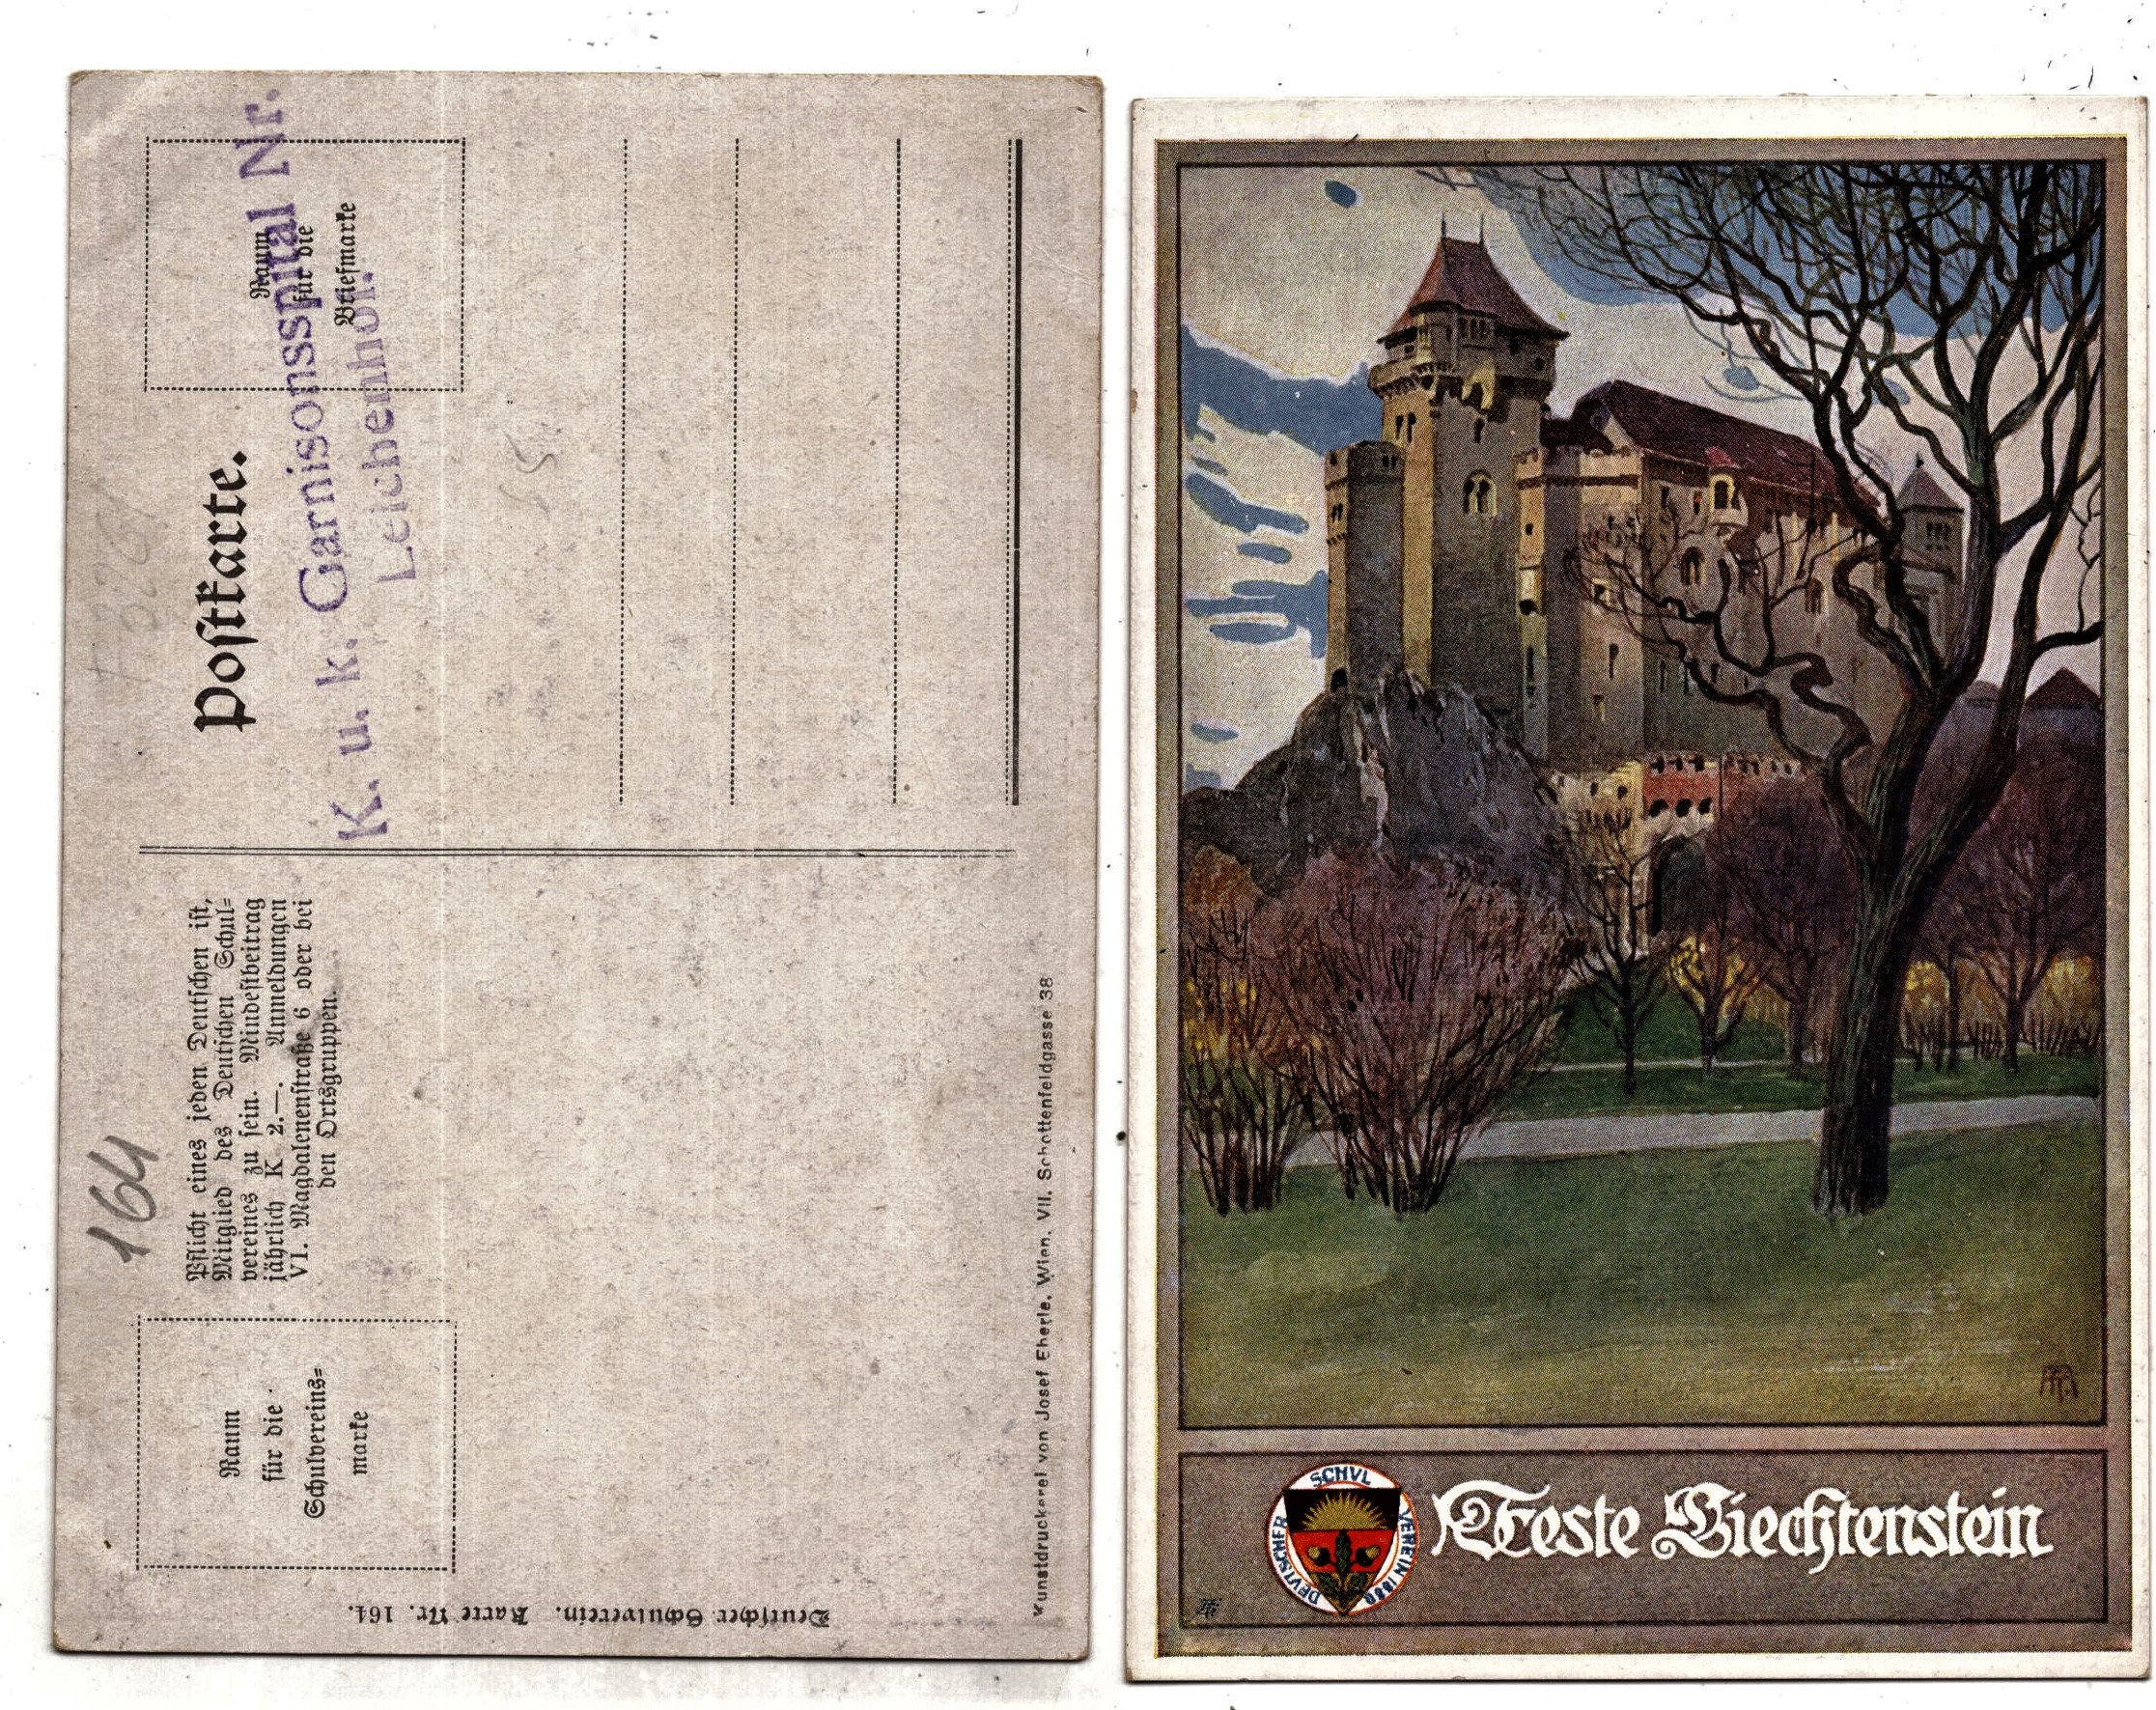 Postkarte.
Raum
für die
Briefmarke
K. u. k. Garnisonsspital Nr.
Leichenhof.
164
Pflicht eines jeden Deutschen ist,
Mitglied des Deutschen Schul-
vereines zu sein. Mindestbeitrag
jährlich K 2.—. Anmeldungen
VI. Magdalenenstraße 6 oder bei
den Ortsgruppen.
Raum
für die
Schulvereins-
marke
Deutscher Schulverein. Karte Nr. 164.
Kunstdruckerei von Josef Eberle, Wien. VII. Schottenfeldgasse 38
DEVTSCHER SCHVL VEREIN 1880
Feste Liechtenstein